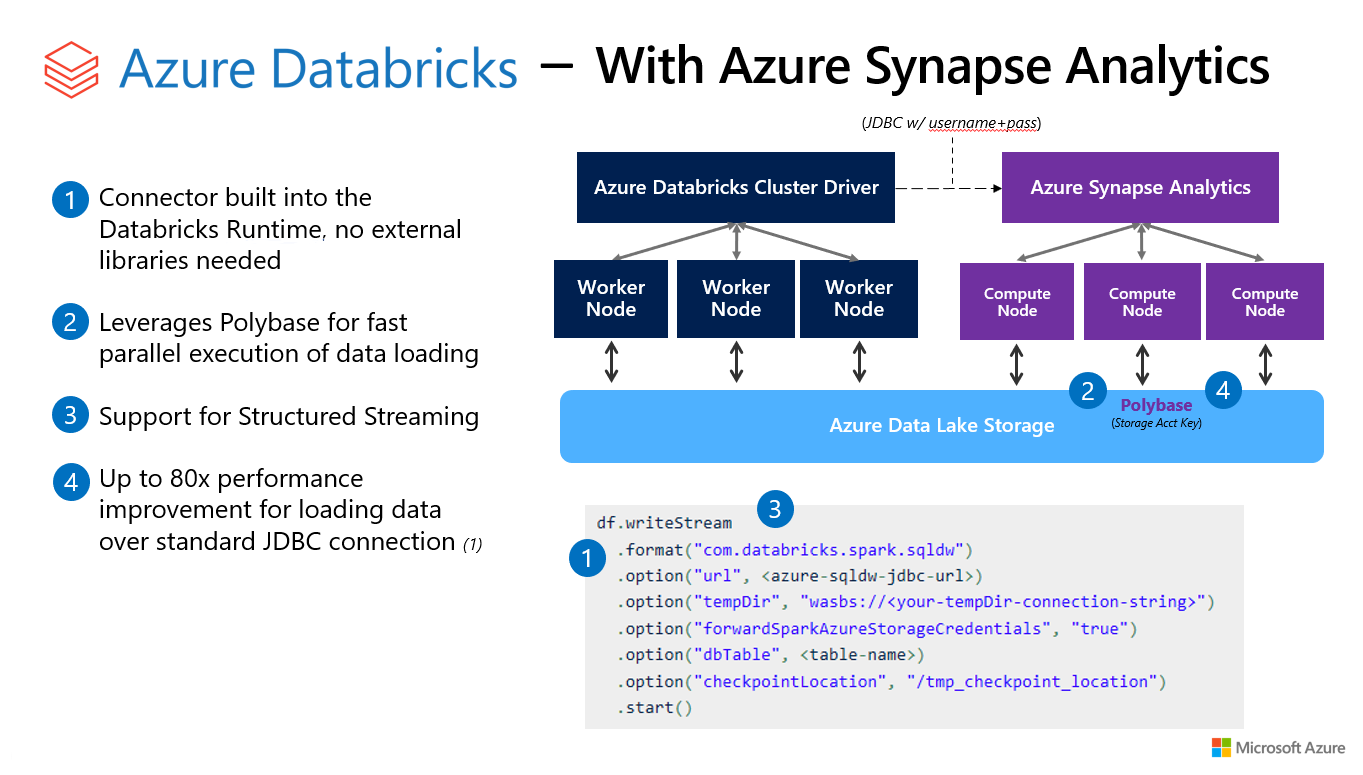 Azure Databricks – With Azure Synapse Analytics
1
Connector built into the
Databricks Runtime, no external
libraries needed
2
Leverages Polybase for fast
parallel execution of data loading
3
Support for Structured Streaming
4
Up to 80x performance
improvement for loading data
over standard JDBC connection (1)
(JDBC w/ username+pass)
Azure Databricks Cluster Driver
Azure Synapse Analytics
Worker
Node
Worker
Node
Worker
Node
Compute
Node
Compute
Node
Compute
Node
2
4
Azure Data Lake Storage
Polybase
(Storage Acct Key)
3
1
df.writeStream
.format("com.databricks.spark.sqldw")
.option("url", <azure-sqldw-jdbc-url>)
.option("tempDir", "wasbs://<your-tempDir-connection-string>")
.option("forwardSparkAzureStorageCredentials", "true")
.option("dbTable", <table-name>)
.option("checkpointLocation", "/tmp_checkpoint_location")
.start()
Microsoft Azure